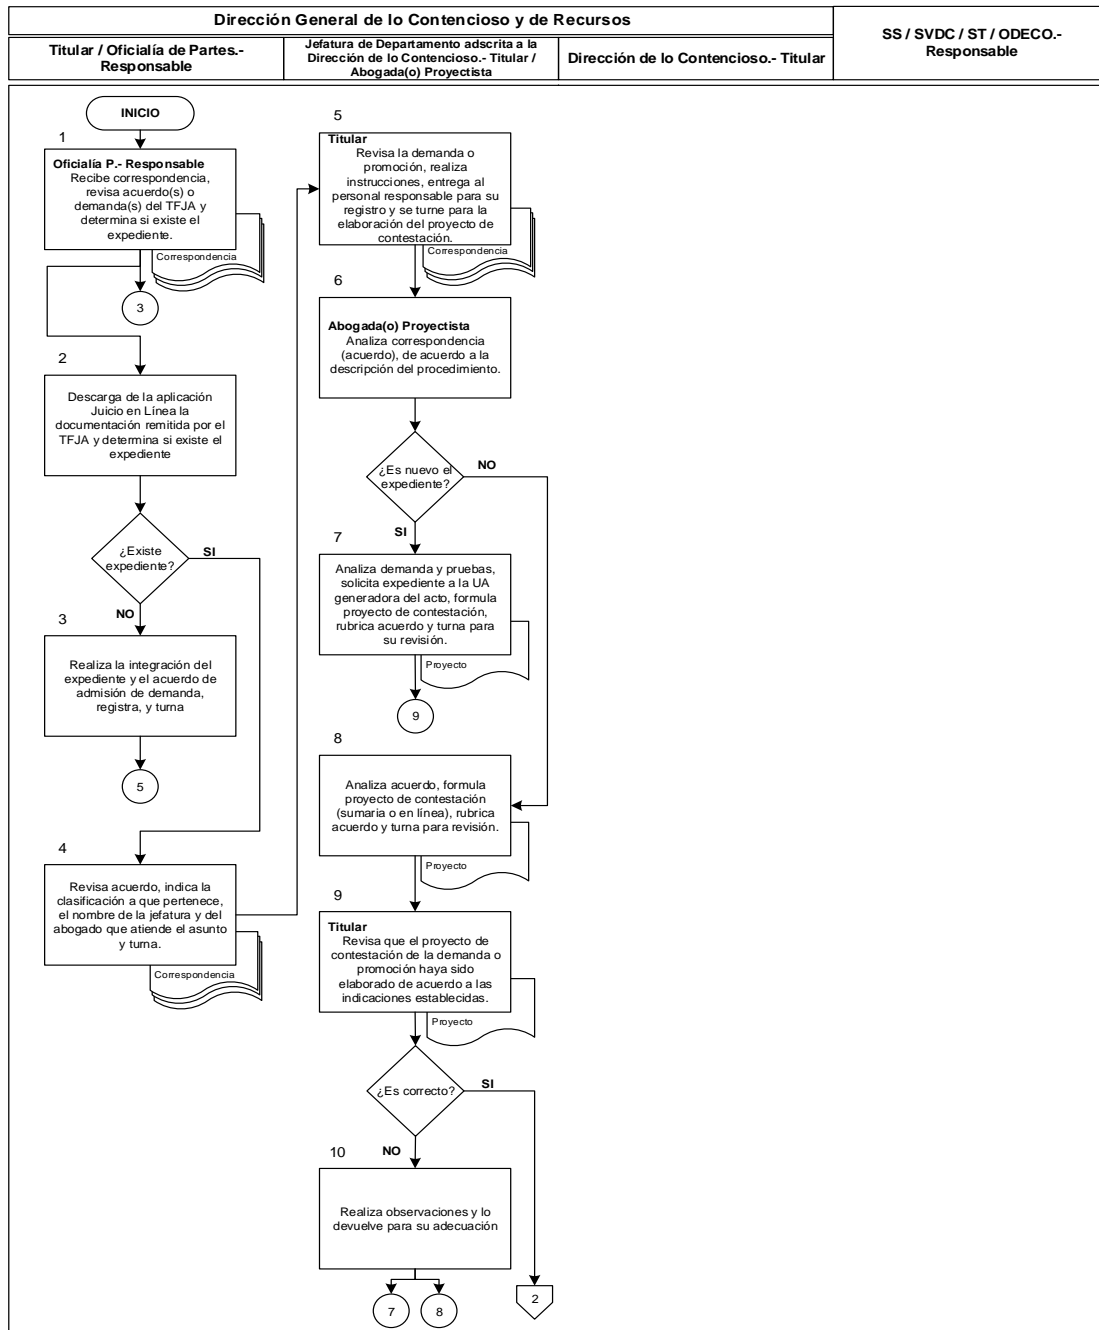 Dirección General de lo Contencioso y de Recursos
SS / SVDC / ST / ODECO.-
Responsable
Titular / Oficialía de Partes.-
Responsable
Jefatura de Departamento adscrita a la
Dirección de lo Contencioso.- Titular /
Abogada(o) Proyectista
Dirección de lo Contencioso.- Titular
INICIO
1
Oficialía P.- Responsable
Recibe correspondencia,
revisa acuerdo(s) o
demanda(s) del TFJA y
determina si existe el
expediente.
Correspondencia
3
2
Descarga de la aplicación
Juicio en Línea la
documentación remitida por el
TFJA y determina si existe el
expediente
¿Existe
expediente?
SI
NO
3
Realiza la integración del
expediente y el acuerdo de
admisión de demanda,
registra, y turna
5
4
Revisa acuerdo, indica la
clasificación a que pertenece,
el nombre de la jefatura y del
abogado que atiende el asunto
y turna.
Correspondencia
5
Titular
Revisa la demanda o
promoción, realiza
instrucciones, entrega al
personal responsable para su
registro y se turne para la
elaboración del proyecto de
contestación.
Correspondencia
6
Abogada(o) Proyectista
Analiza correspondencia
(acuerdo), de acuerdo a la
descripción del procedimiento.
¿Es nuevo el
expediente?
NO
SI
7
Analiza demanda y pruebas,
solicita expediente a la UA
generadora del acto, formula
proyecto de contestación,
rubrica acuerdo y turna para
su revisión.
Proyecto
9
8
Analiza acuerdo, formula
proyecto de contestación
(sumaria o en línea), rubrica
acuerdo y turna para revisión.
Proyecto
9
Titular
Revisa que el proyecto de
contestación de la demanda o
promoción haya sido
elaborado de acuerdo a las
indicaciones establecidas.
Proyecto
¿Es correcto?
SI
NO
10
Realiza observaciones y lo
devuelve para su adecuación
7
8
2